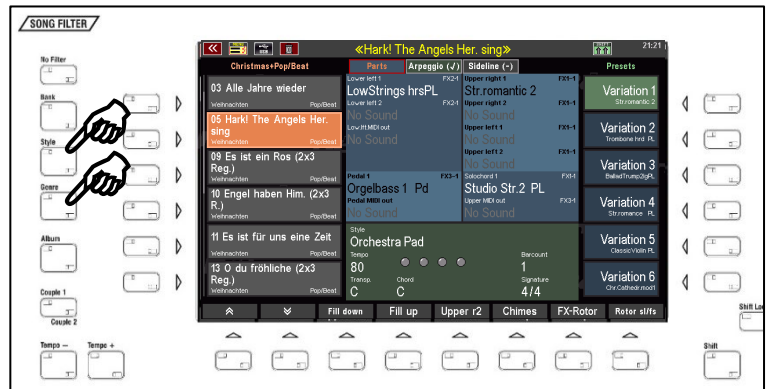 SONG FILTER
No Filter
Bank
Style
Genre
Album
Couple 1
Couple 2
Tempo –
Tempo +
21:21
«Hark! The Angels Her. sing»
Christmas+Pop/Beat
Parts
Arpeggio (√)
Sideline (–)
Presets
03 Alle Jahre wieder
Weihnachten Pop/Beat
05 Hark! The Angels Her.
sing
Weihnachten Pop/Beat
09 Es ist ein Ros (2x3
Reg.)
Weihnachten Pop/Beat
10 Engel haben Him. (2x3
R.)
Weihnachten Pop/Beat
11 Es ist für uns eine Zeit
Weihnachten Pop/Beat
13 O du fröhliche (2x3
Reg.)
Weihnachten Pop/Beat
Lower left 1 FX2-1
LowStrings hrsPL
Lower left 2 FX2-1
No Sound
Low.lft.MIDI out
No Sound
Upper right 1 FX1-1
Str.romantic 2
Upper right 2 FX1-1
No Sound
Upper left 1 FX1-1
No Sound
Upper left 2 FX1-1
No Sound
Pedal 1 FX3-1
Orgelbass 1 Pd
Pedal MIDI out
No Sound
Solochord 1
Studio Str.2 PL
Upper MIDI out FX3-1
No Sound
Style
Orchestra Pad
Tempo
80
Barcount
1
Transp.
C
Chord
C
Signature
4/4
Variation 1
Str.romantic 2
Variation 2
Trombone hrd PL
Variation 3
BalladTrump2lgPL
Variation 4
Str.romance PL
Variation 5
ClassicViolin PL
Variation 6
Chr.Cathedr.mod1
Fill down
Fill up
Upper r2
Chimes
FX-Rotor
Rotor sl/fs
Shift